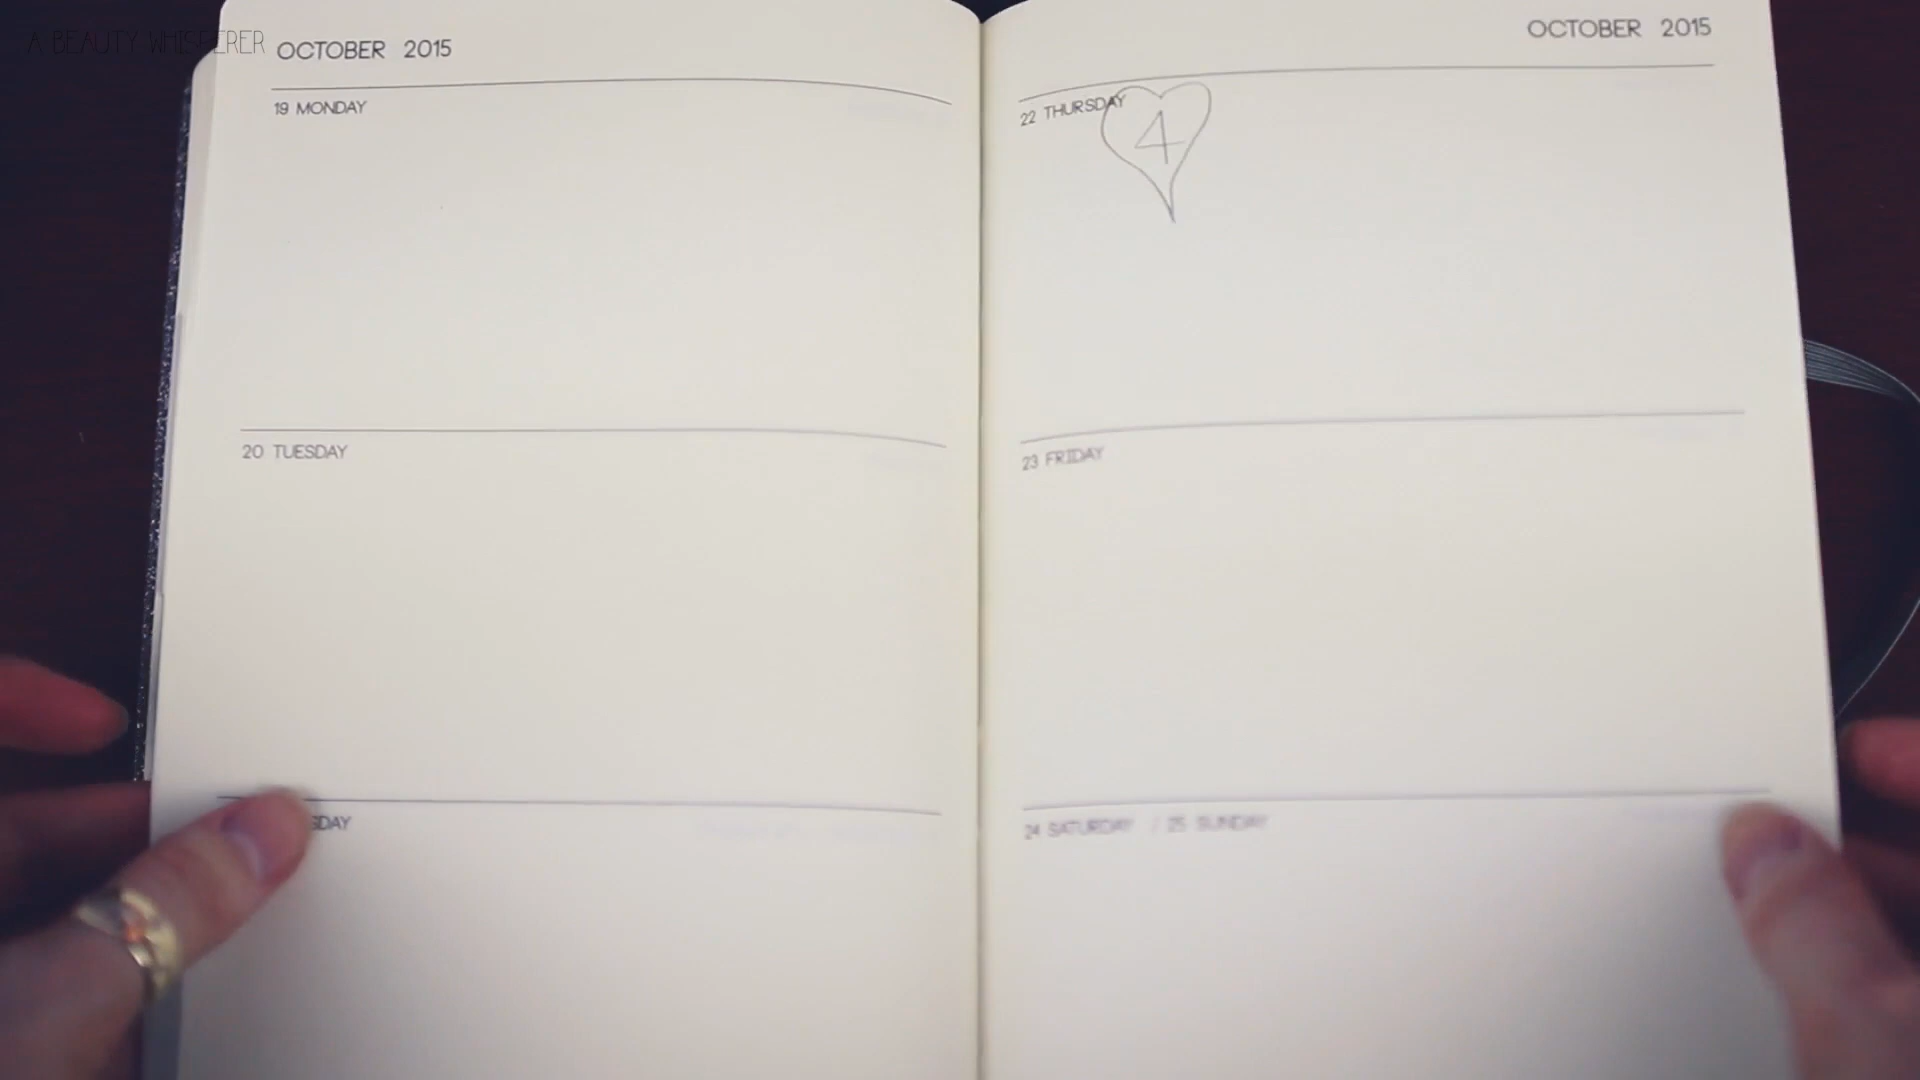 A BEAUTY WHISPERER
OCTOBER 2015
19 MONDAY
20 TUESDAY
SDAY
OCTOBER 2015
22 THURSDAY
4
23 FRIDAY
24 SATURDAY / 25 SUNDAY